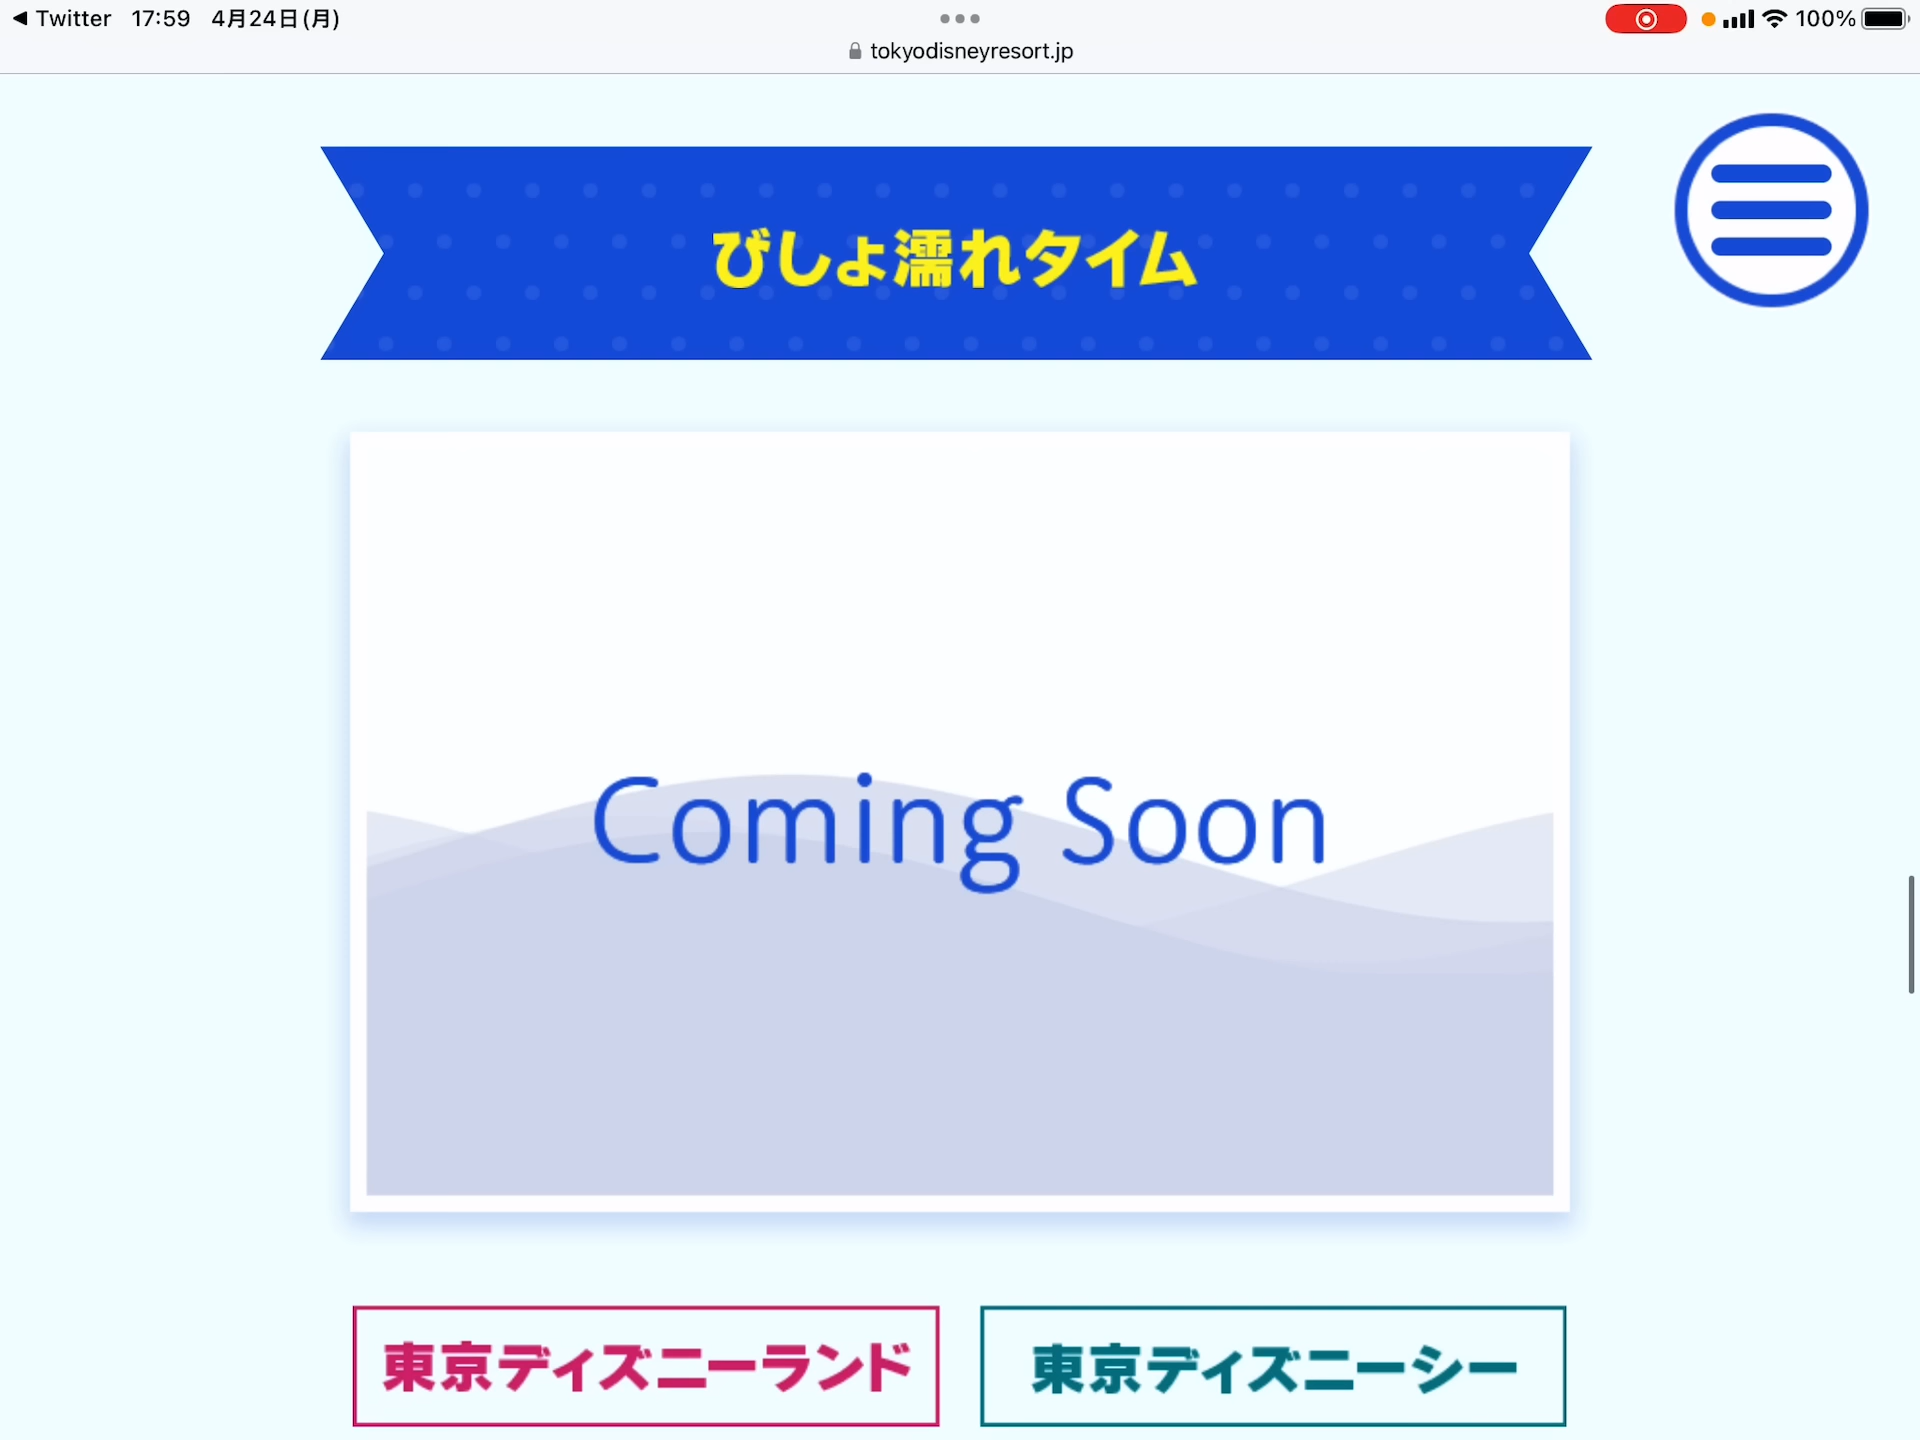 ◀ Twitter 17:59 4月24日(月) 100%
tokyodisneyresort.jp
びしょ濡れタイム
Coming Soon
東京ディズニーランド 東京ディズニーシー